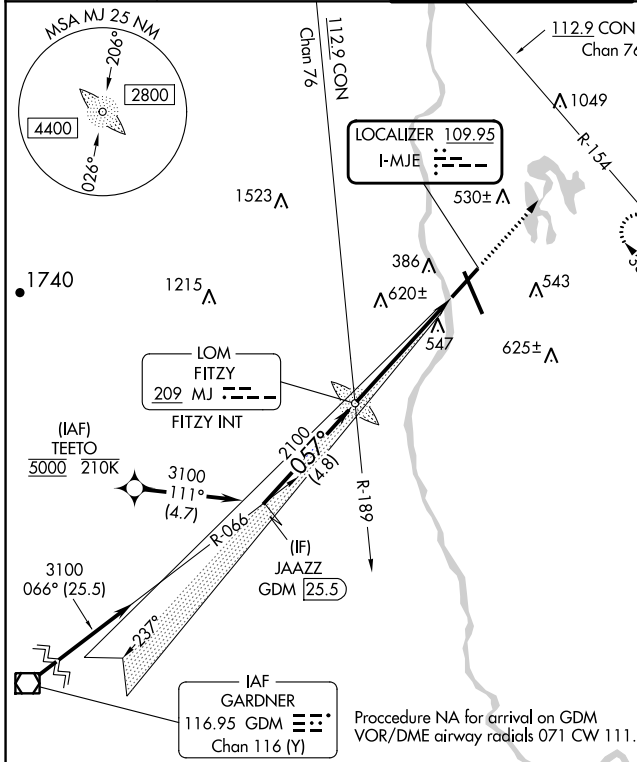 MSA MJ 25 NM
206°
2800
4400
026°
112.9 CON
Chan 76
112.9 CON
Chan 76
1049
R-154
LOCALIZER 109.95
I-MJE
530±
1523
1740
1215
386
620±
543
547
625±
LOM
FITZY
209 MJ
FITZY INT
(IAF)
TEETO
5000 210K
3100
111°
(4.7)
2100
057°
(4.8)
R-189
R-066
(IF)
JAAZZ
GDM 25.5
3100
066° (25.5)
237°
IAF
GARDNER
116.95 GDM
Chan 116 (Y)
Proccedure NA for arrival on GDM
VOR/DME airway radials 071 CW 111.